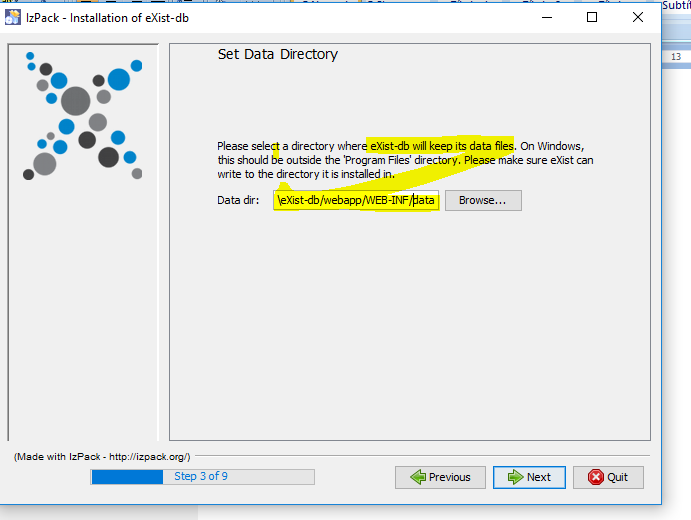 IzPack - Installation of eXist-db
Set Data Directory
Please select a directory where eXist-db will keep its data files. On Windows,
this should be outside the 'Program Files' directory. Please make sure eXist can
write to the directory it is installed in.
Data dir: \eXist-db/webapp/WEB-INF/data Browse...
(Made with IzPack - http://izpack.org/)
Step 3 of 9 Previous Next Quit
13